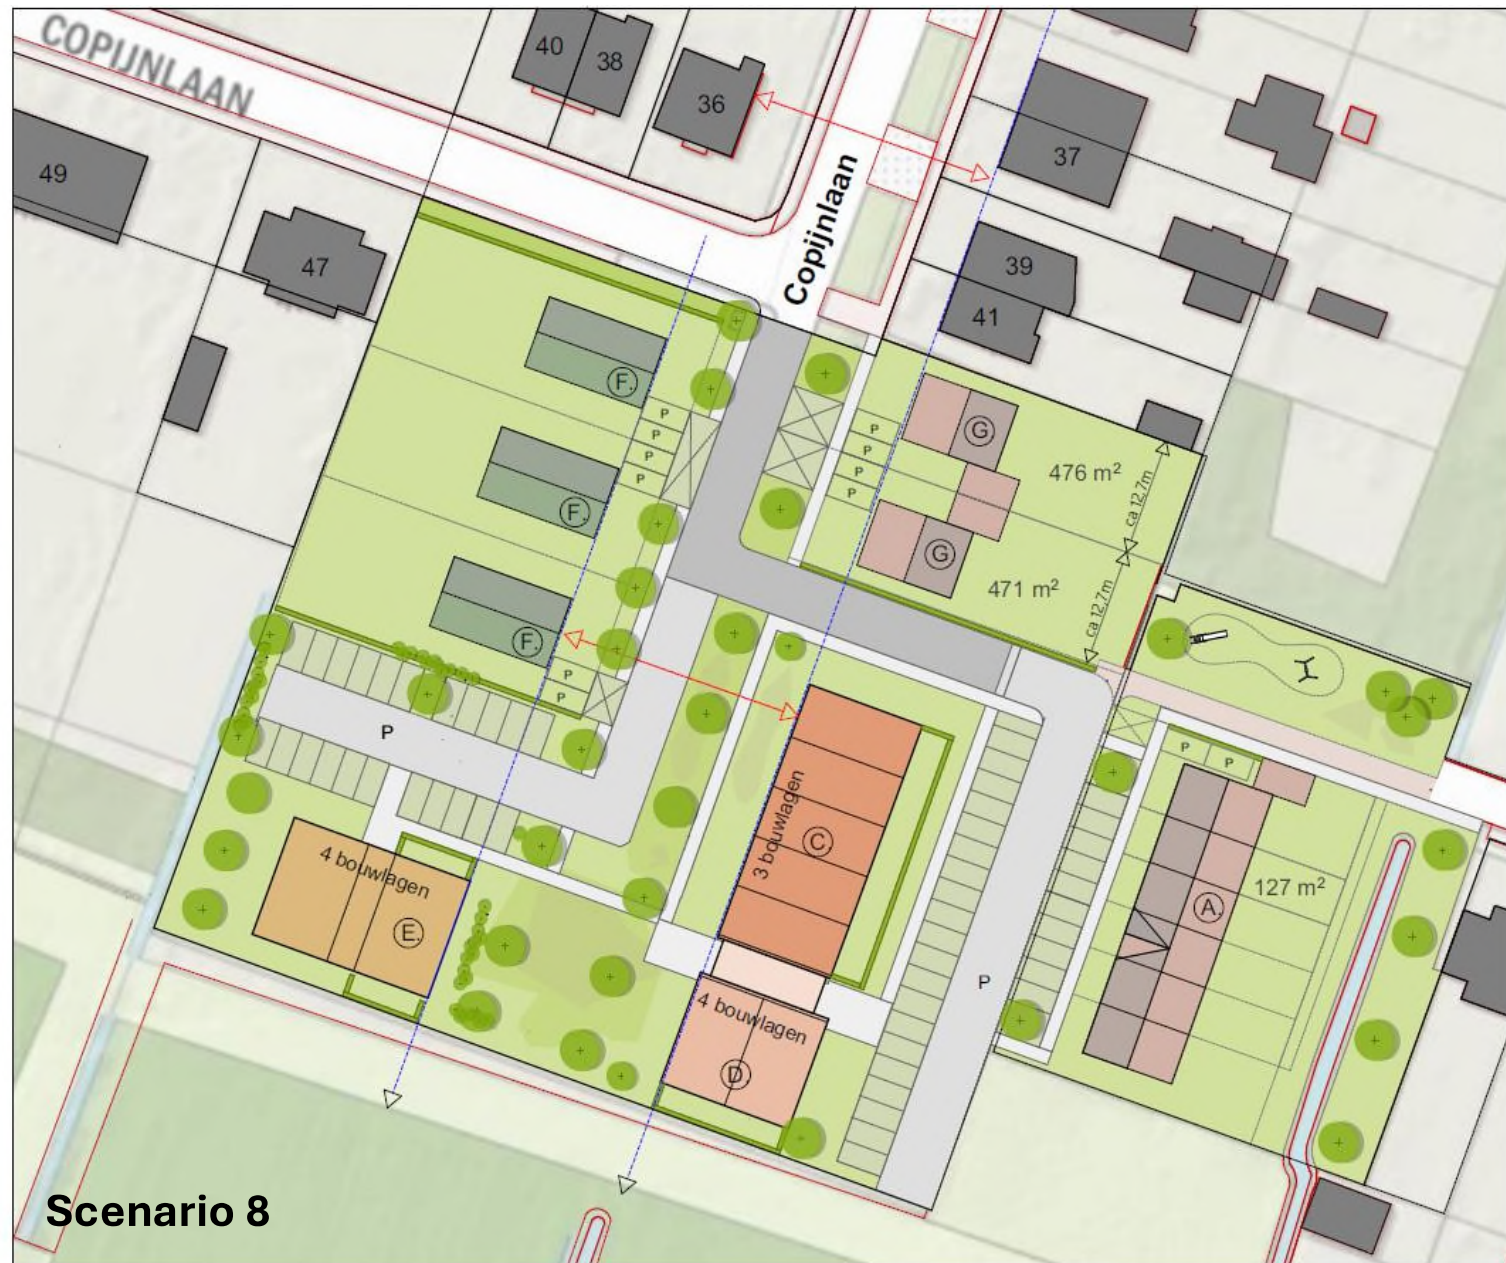 COPIJNLAAN
40
38
36
49
47
37
Copijnlaan
39
41
F.
P
P
P
P
F.
F.
P
P
P
P
P
P
G
476 m²
ca 12,7m
G
471 m²
ca 12,7m
P
P
P
4 bouwlagen
E.
3 bouwlagen
C
4 bouwlagen
D.
P
A.
127 m²
Scenario 8